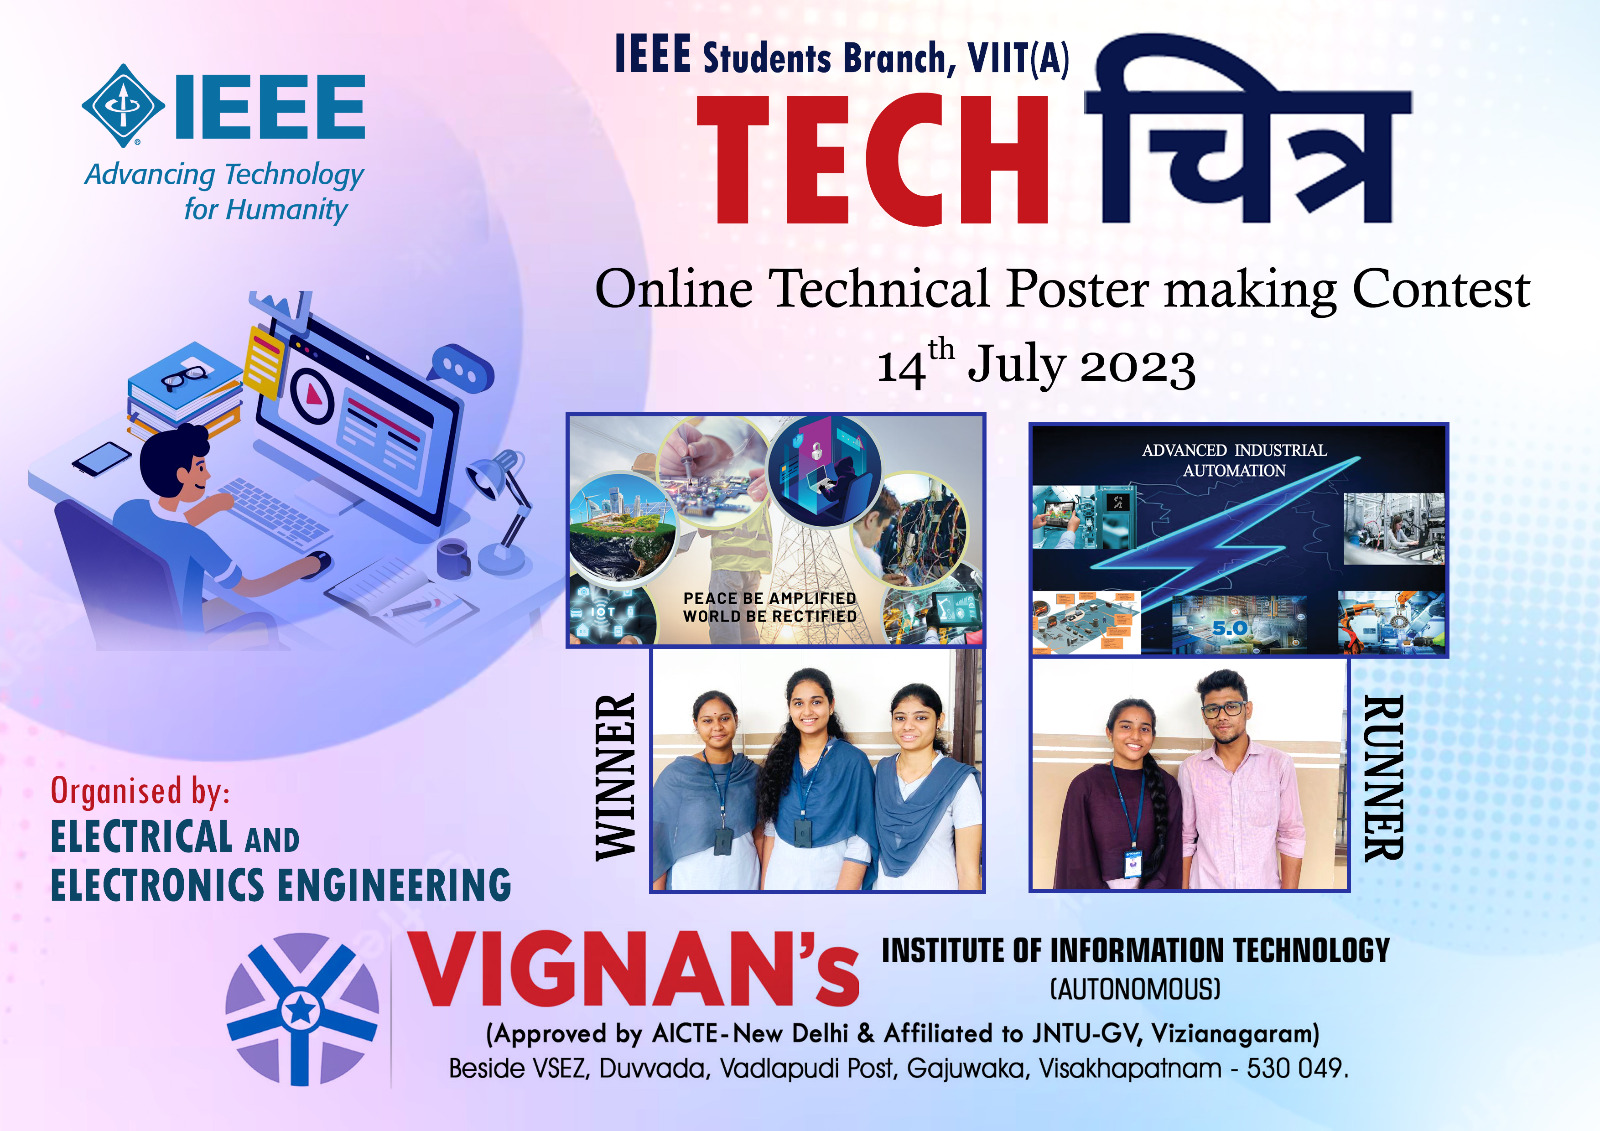 IEEE
Advancing Technology
for Humanity
IEEE Students Branch, VIIT(A)
TECH चित्र
Online Technical Poster making Contest
14th July 2023
IOT
PEACE BE AMPLIFIED
WORLD BE RECTIFIED
ADVANCED INDUSTRIAL
AUTOMATION
5.0
WINNER
RUNNER
Organised by:
ELECTRICAL AND
ELECTRONICS ENGINEERING
VIGNAN's INSTITUTE OF INFORMATION TECHNOLOGY
(AUTONOMOUS)
(Approved by AICTE-New Delhi & Affiliated to JNTU-GV, Vizianagaram)
Beside VSEZ, Duvvada, Vadlapudi Post, Gajuwaka, Visakhapatnam - 530 049.